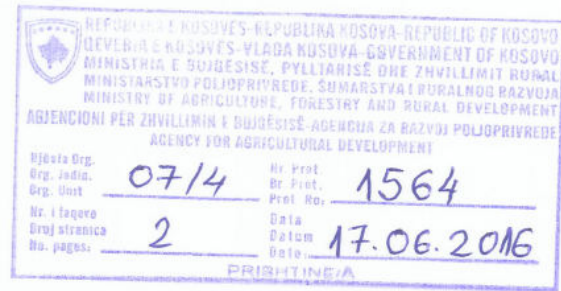 REPUBLIKA E KOSOVËS-REPUBLIKA KOSOVA-REPUBLIC OF KOSOVO
QEVERIA E KOSOVËS-VLADA KOSOVA-GOVERNMENT OF KOSOVO
MINISTRIA E BUJQËSISË, PYLLTARISË DHE ZHVILLIMIT RURAL
MINISTARSTVO POLJOPRIVREDE, ŠUMARSTVA I RURALNOG RAZVOJA
MINISTRY OF AGRICULTURE, FORESTRY AND RURAL DEVELOPMENT
AGJENCIONI PËR ZHVILLIMIN E BUJQËSISË-AGENCIJA ZA RAZVOJ POLJOPRIVREDE
AGENCY FOR AGRICULTURAL DEVELOPMENT
Njësia Org.
Org. Jedin.
Org. Unit
07/4
Nr. Prot.
Br. Prot.
Prot No:
1564
Nr. i faqeve
Broj stranica
No. pages:
2
Data
Datum
Date:
17.06.2016
PRISHTINË/A